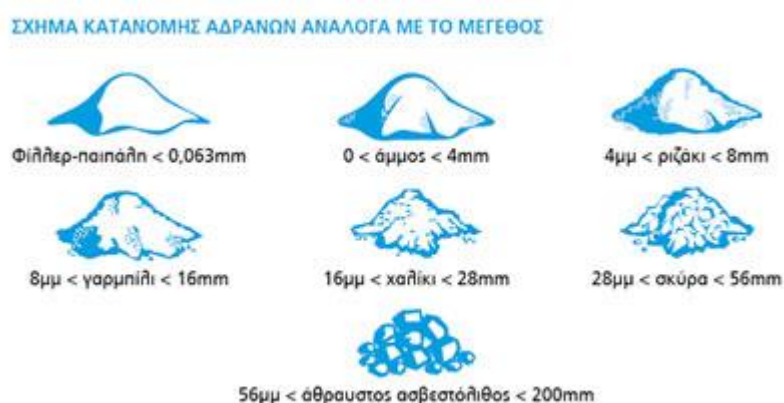 ΣΧΗΜΑ ΚΑΤΑΝΟΜΗΣ ΑΔΡΑΝΩΝ ΑΝΑΛΟΓΑ ΜΕ ΤΟ ΜΕΓΕΘΟΣ
Φίλλερ-παιπάλη < 0,063mm
0 < άμμος < 4mm
4μμ < ριζάκι < 8mm
8μμ < γαρμπίλι < 16mm
16μμ < χαλίκι < 28mm
28μμ < σκύρα < 56mm
56μμ < άθραυστος ασβεστόλιθος < 200mm